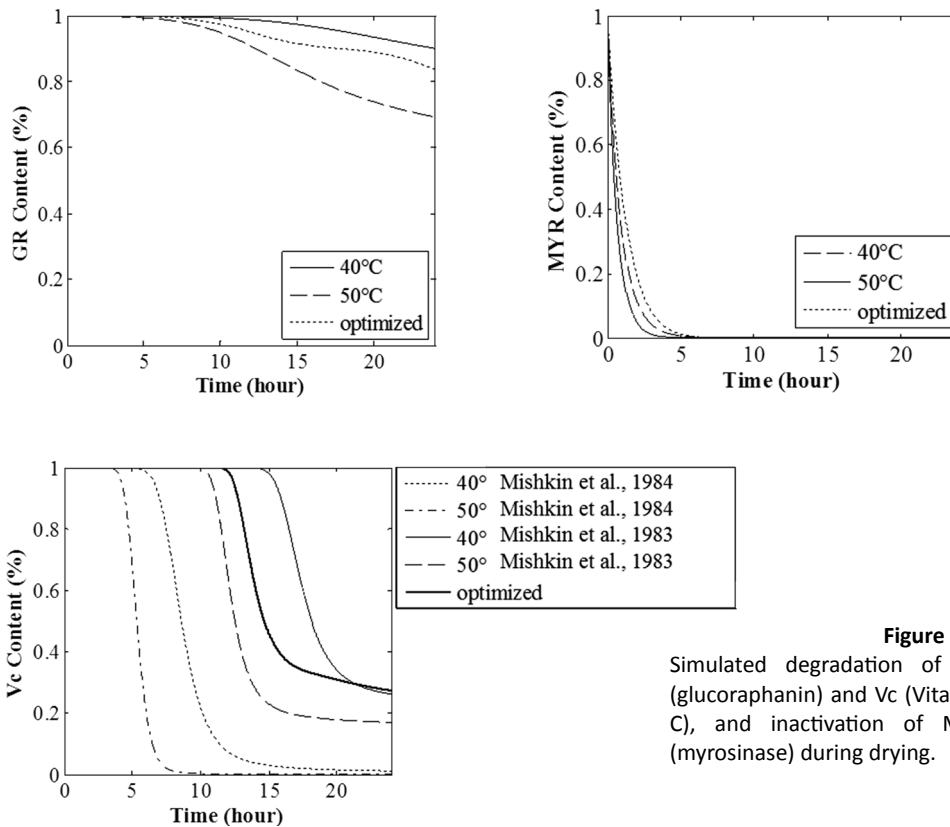 GR Content (%)
1
0.8
0.6
0.4
0.2
0
0 5 10 15 20
Time (hour)
40°C
50°C
optimized
MYR Content (%)
1
0.8
0.6
0.4
0.2
0
0 5 10 15 20
Time (hour)
40°C
50°C
optimized
Vc Content (%)
1
0.8
0.6
0.4
0.2
0
0 5 10 15 20
Time (hour)
40° Mishkin et al., 1984
50° Mishkin et al., 1984
40° Mishkin et al., 1983
50° Mishkin et al., 1983
optimized
Figure
Simulated degradation of
(glucoraphanin) and Vc (Vita
C), and inactivation of M
(myrosinase) during drying.